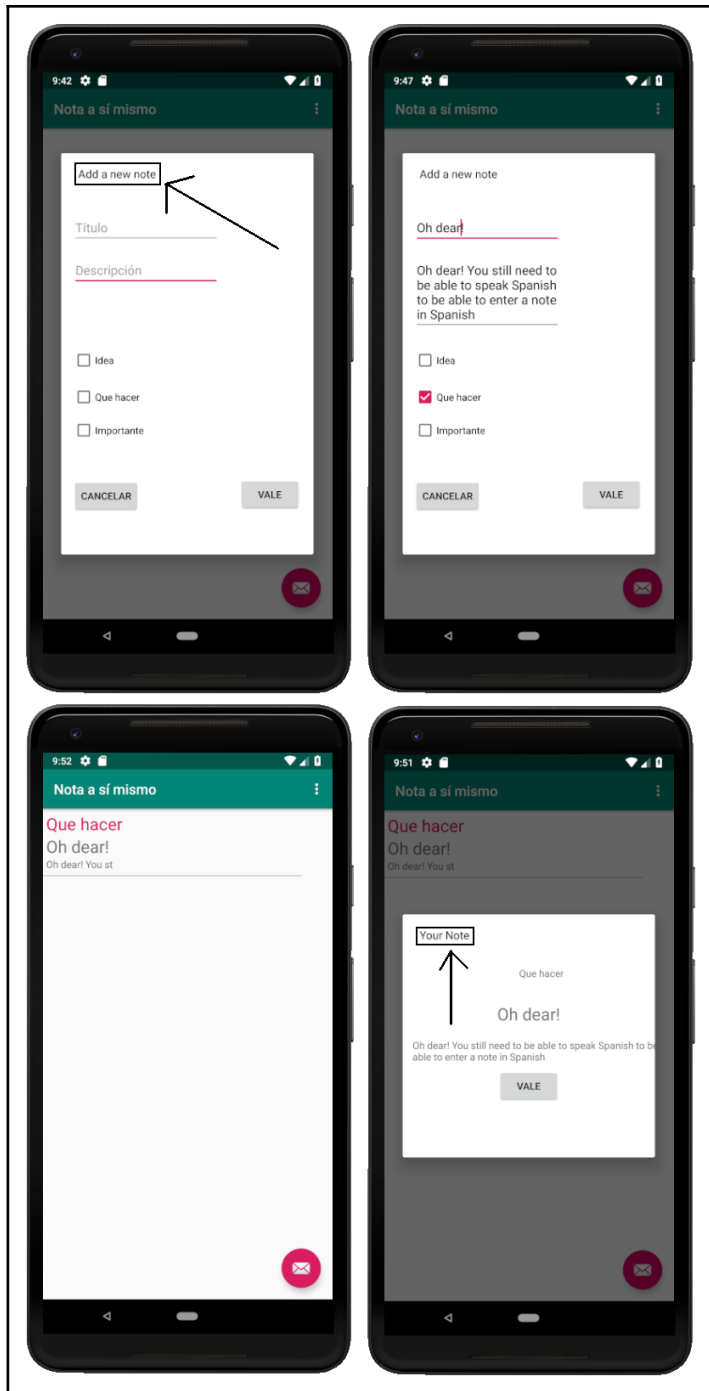 9:42
Nota a sí mismo
Add a new note
Título
Descripción
Idea
Que hacer
Importante
CANCELAR VALE
9:47
Nota a sí mismo
Add a new note
Oh dear!
Oh dear! You still need to
be able to speak Spanish
to be able to enter a note
in Spanish
Idea
Que hacer
Importante
CANCELAR VALE
9:52
Nota a sí mismo
Que hacer
Oh dear!
Oh dear! You st
9:51
Nota a sí mismo
Que hacer
Oh dear!
Oh dear! You st
Your Note
Que hacer
Oh dear!
Oh dear! You still need to be able to speak Spanish to be
able to enter a note in Spanish
VALE